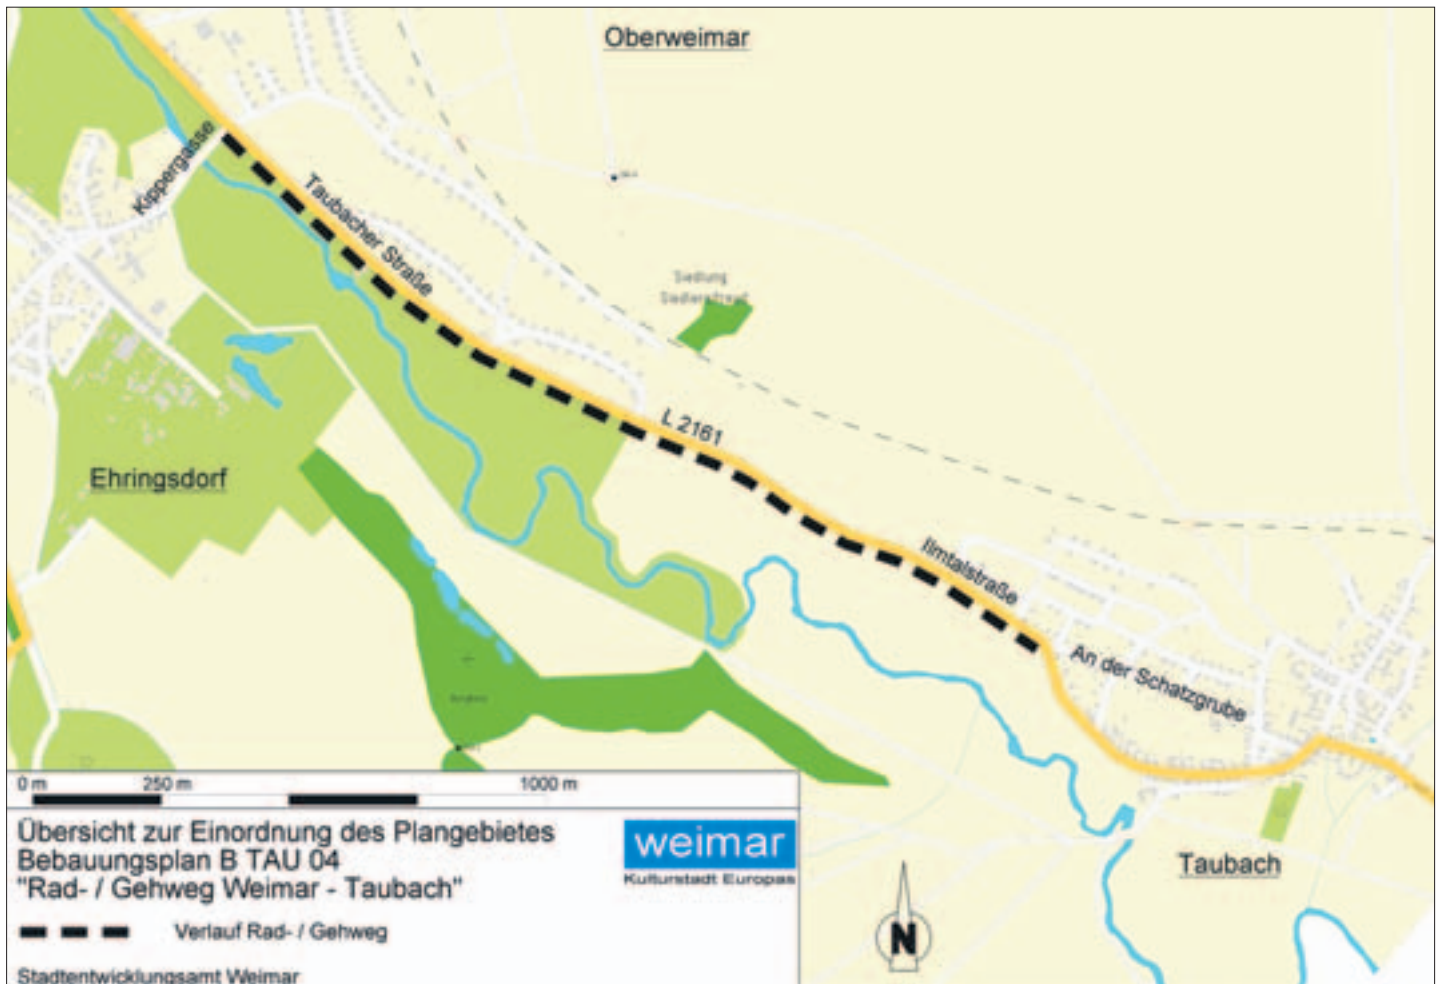 Oberweimar
Kippergasse
Taubacher Straße
Siedlung
L 2161
Ehringsdorf
Ilmtalstraße
An der Schatzgrube
0 m 250 m 1000 m
Übersicht zur Einordnung des Plangebietes
Bebauungsplan B TAU 04
"Rad- / Gehweg Weimar - Taubach"
weimar
Kulturstadt Europas
Verlauf Rad- / Gehweg
Stadtentwicklungsamt Weimar
Taubach
N